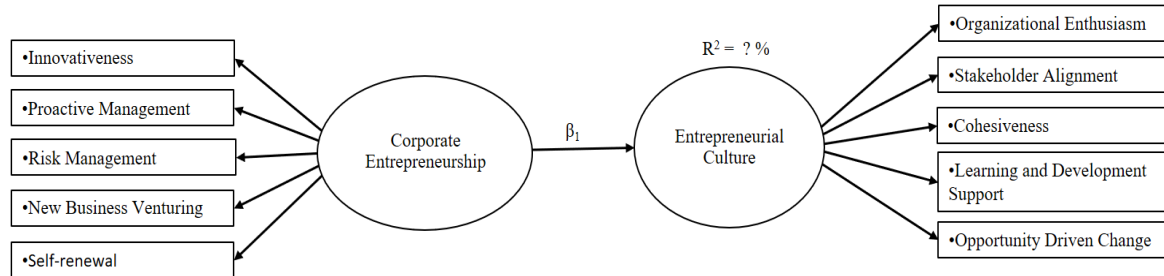 •Innovativeness
•Proactive Management
•Risk Management
•New Business Venturing
•Self-renewal
Corporate
Entrepreneurship
β₁
R² = ? %
Entrepreneurial
Culture
•Organizational Enthusiasm
•Stakeholder Alignment
•Cohesiveness
•Learning and Development
Support
•Opportunity Driven Change